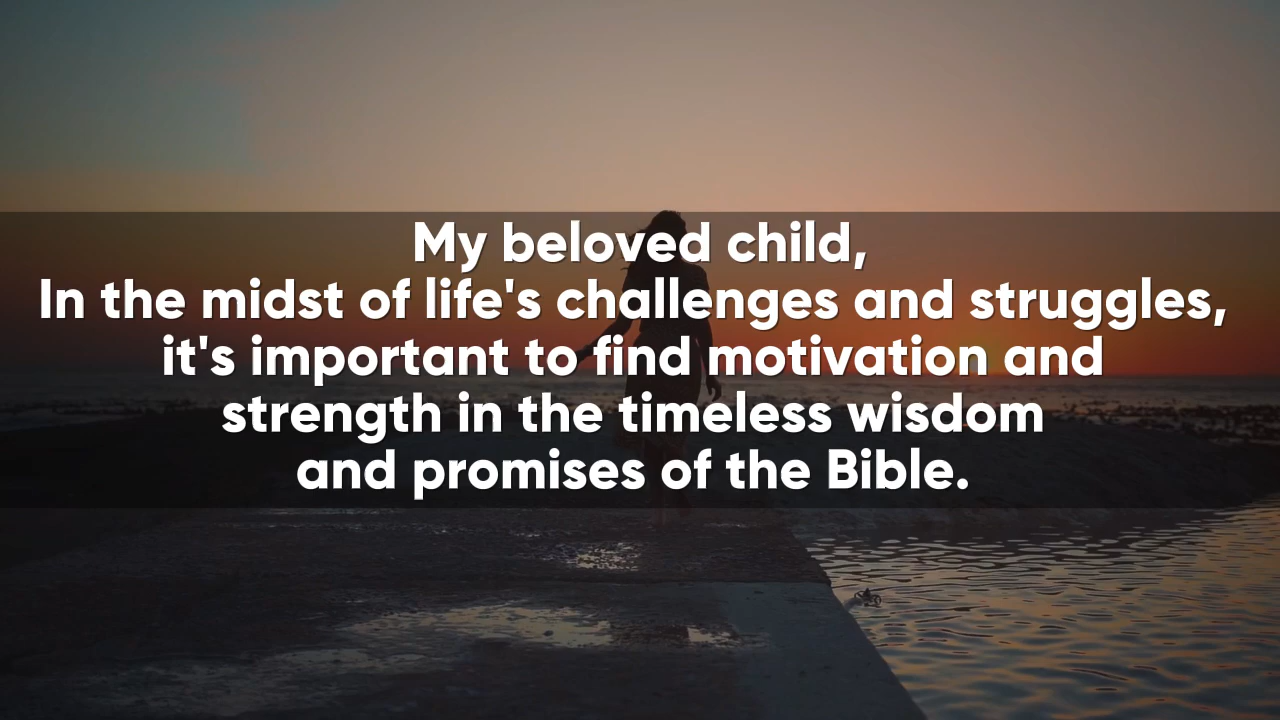 My beloved child,
In the midst of life's challenges and struggles,
it's important to find motivation and
strength in the timeless wisdom
and promises of the Bible.